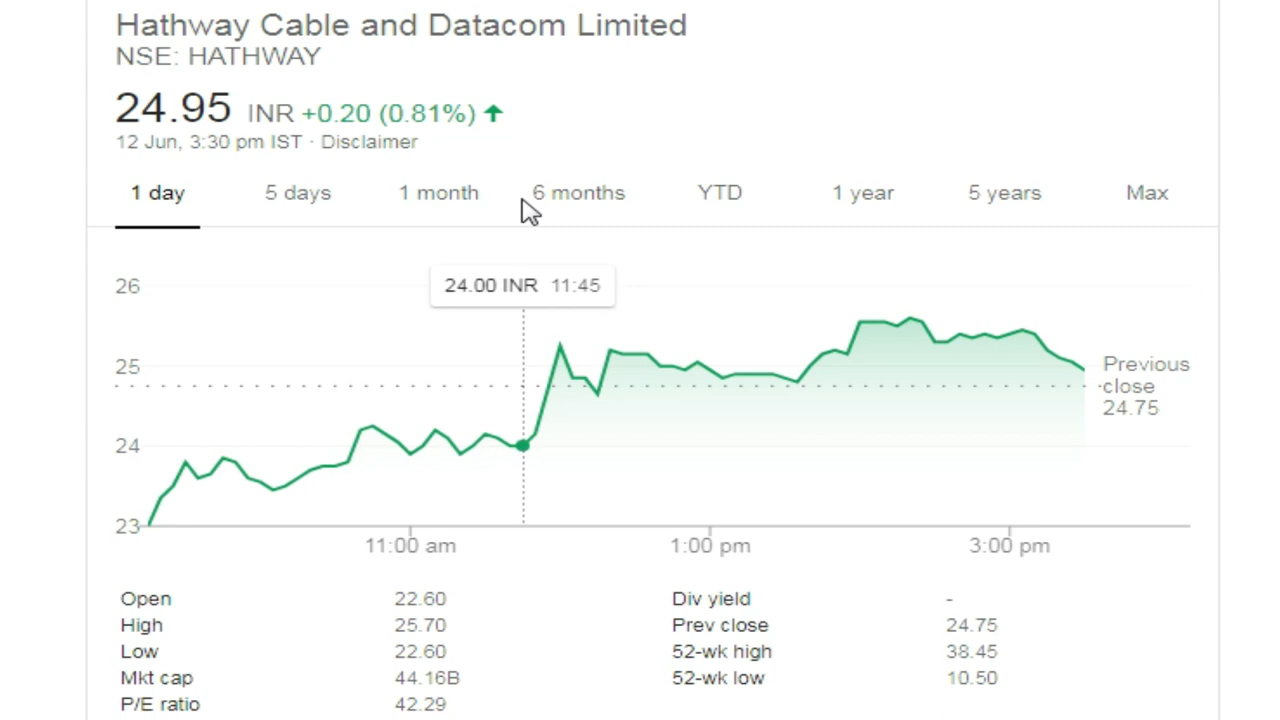 Hathway Cable and Datacom Limited
NSE: HATHWAY
24.95 INR +0.20 (0.81%)
12 Jun, 3:30 pm IST · Disclaimer
1 day 5 days 1 month 6 months YTD 1 year 5 years Max
24.00 INR 11:45
26
25
24
23
Previous
close
24.75
11:00 am 1:00 pm 3:00 pm
Open 22.60 Div yield -
High 25.70 Prev close 24.75
Low 22.60 52-wk high 38.45
Mkt cap 44.16B 52-wk low 10.50
P/E ratio 42.29